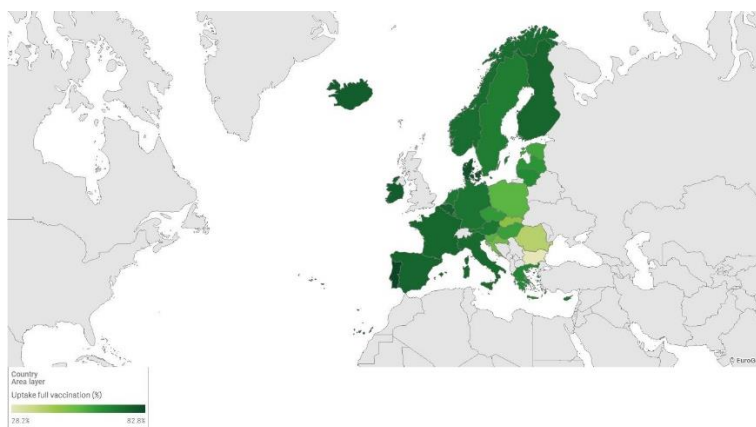 © EuroG
Country
Area layer
Uptake full vaccination (%)
28.2% 82.8%